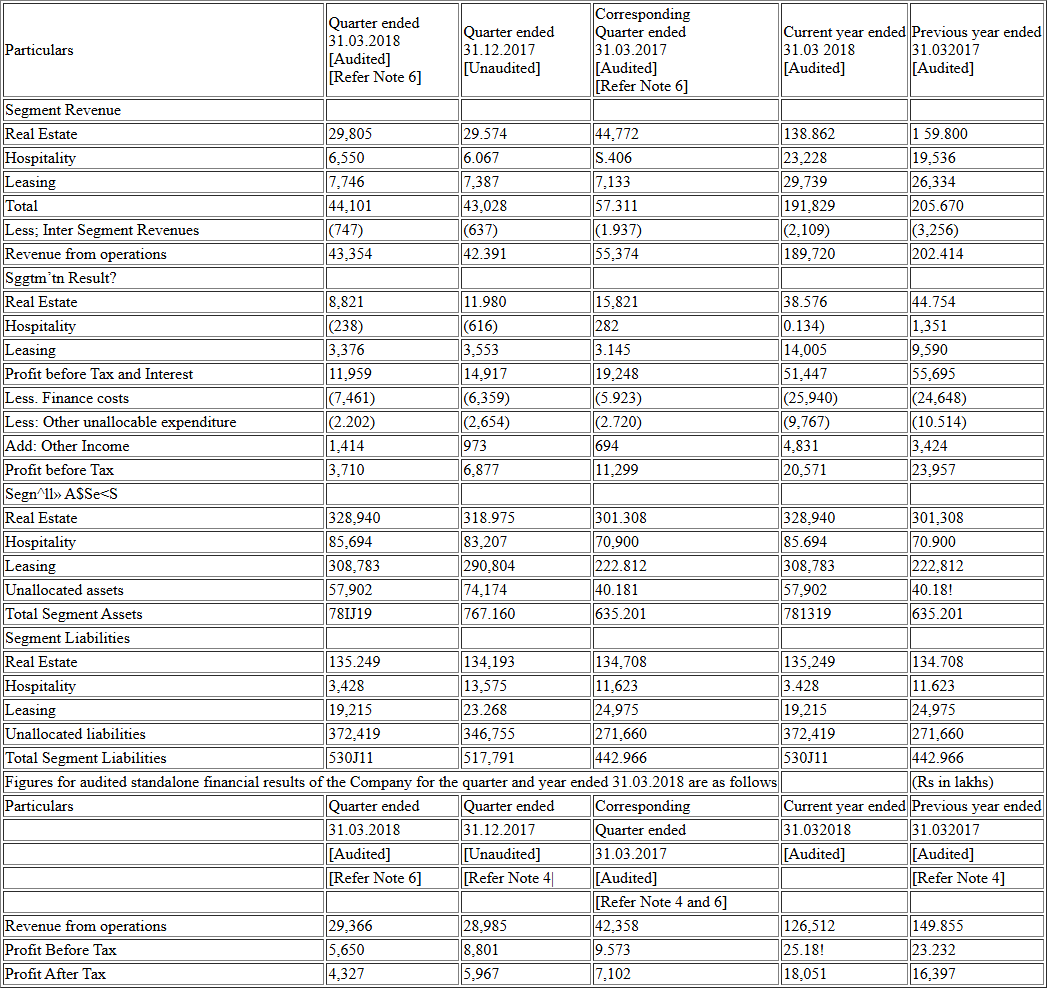 Particulars Quarter ended 31.03.2018 [Audited] [Refer Note 6] Quarter ended 31.12.2017 [Unaudited] Corresponding Quarter ended 31.03.2017 [Audited] [Refer Note 6] Current year ended 31.03 2018 [Audited] Previous year ended 31.032017 [Audited]
Segment Revenue
Real Estate 29,805 29.574 44,772 138.862 1 59.800
Hospitality 6,550 6.067 S.406 23,228 19,536
Leasing 7,746 7,387 7,133 29,739 26,334
Total 44,101 43,028 57.311 191,829 205.670
Less; Inter Segment Revenues (747) (637) (1.937) (2,109) (3,256)
Revenue from operations 43,354 42.391 55,374 189,720 202.414
Sggtm’tn Result?
Real Estate 8,821 11.980 15,821 38.576 44.754
Hospitality (238) (616) 282 0.134) 1,351
Leasing 3,376 3,553 3.145 14,005 9,590
Profit before Tax and Interest 11,959 14,917 19,248 51,447 55,695
Less. Finance costs (7,461) (6,359) (5.923) (25,940) (24,648)
Less: Other unallocable expenditure (2.202) (2,654) (2.720) (9,767) (10.514)
Add: Other Income 1,414 973 694 4,831 3,424
Profit before Tax 3,710 6,877 11,299 20,571 23,957
Segn^ll» A$Se<S
Real Estate 328,940 318.975 301.308 328,940 301,308
Hospitality 85,694 83,207 70,900 85.694 70.900
Leasing 308,783 290,804 222.812 308,783 222,812
Unallocated assets 57,902 74,174 40.181 57,902 40.18!
Total Segment Assets 78IJ19 767.160 635.201 781319 635.201
Segment Liabilities
Real Estate 135.249 134,193 134,708 135,249 134.708
Hospitality 3,428 13,575 11,623 3.428 11.623
Leasing 19,215 23.268 24,975 19,215 24,975
Unallocated liabilities 372,419 346,755 271,660 372,419 271,660
Total Segment Liabilities 530J11 517,791 442.966 530J11 442.966
Figures for audited standalone financial results of the Company for the quarter and year ended 31.03.2018 are as follows (Rs in lakhs)
Particulars Quarter ended Quarter ended Corresponding Current year ended Previous year ended
31.03.2018 31.12.2017 Quarter ended 31.032018 31.032017
[Audited] [Unaudited] 31.03.2017 [Audited] [Audited]
[Refer Note 6] [Refer Note 4| [Audited] [Refer Note 4]
[Refer Note 4 and 6]
Revenue from operations 29,366 28,985 42,358 126,512 149.855
Profit Before Tax 5,650 8,801 9.573 25.18! 23.232
Profit After Tax 4,327 5,967 7,102 18,051 16,397